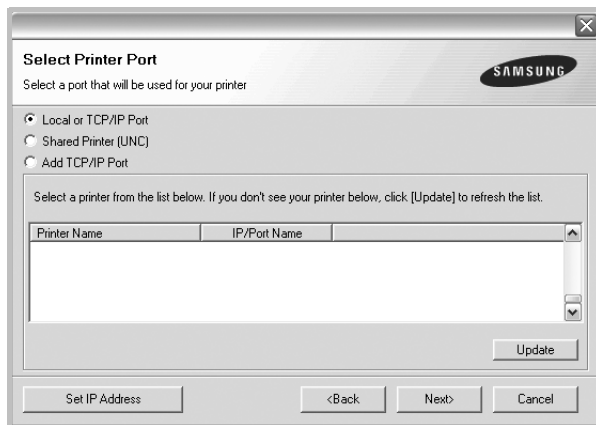 Select Printer Port
Select a port that will be used for your printer
SAMSUNG
Local or TCP/IP Port
Shared Printer (UNC)
Add TCP/IP Port
Select a printer from the list below. If you don't see your printer below, click [Update] to refresh the list.
Printer Name IP/Port Name
Update
Set IP Address <Back Next> Cancel